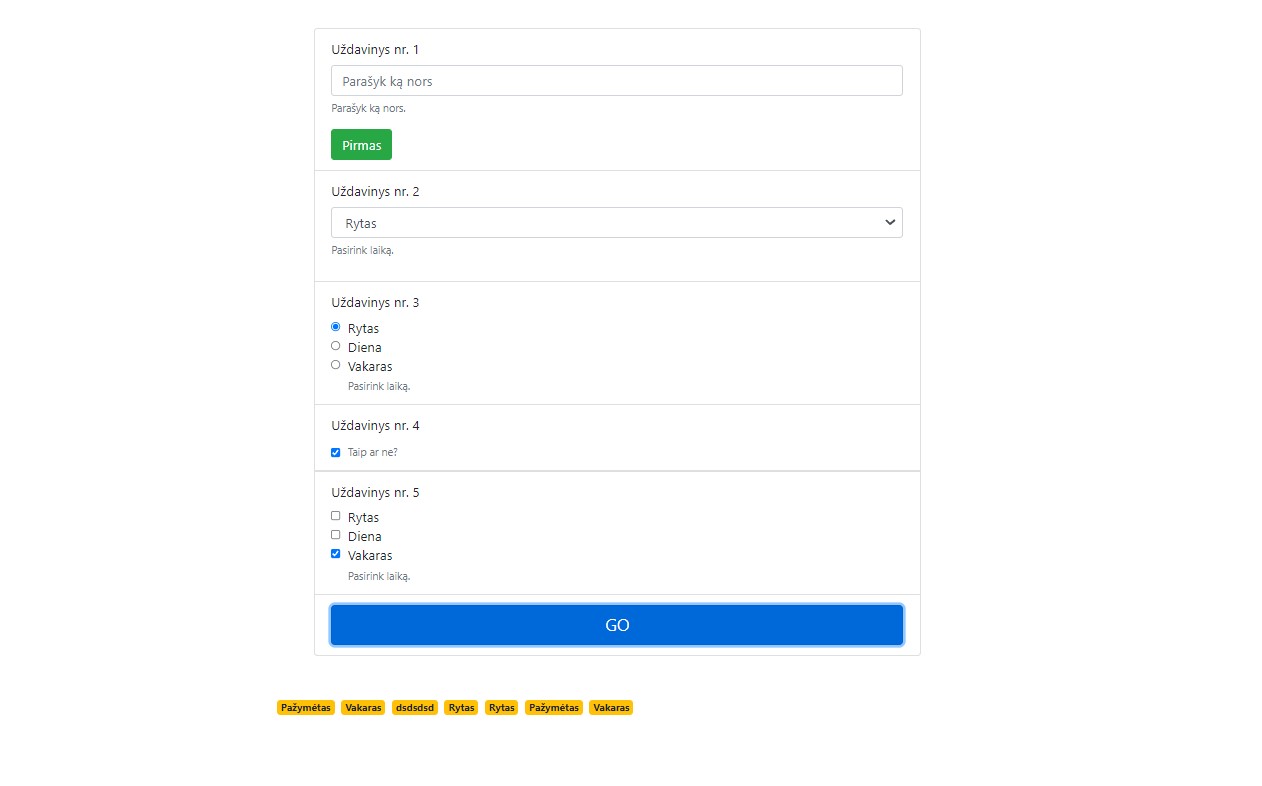 Uždavinys nr. 1
Parašyk ką nors
Parašyk ką nors.
Pirmas
Uždavinys nr. 2
Rytas
Pasirink laiką.
Uždavinys nr. 3
Rytas
Diena
Vakaras
Pasirink laiką.
Uždavinys nr. 4
Taip ar ne?
Uždavinys nr. 5
Rytas
Diena
Vakaras
Pasirink laiką.
GO
Pažymėtas Vakaras dsdsdsd Rytas Rytas Pažymėtas Vakaras